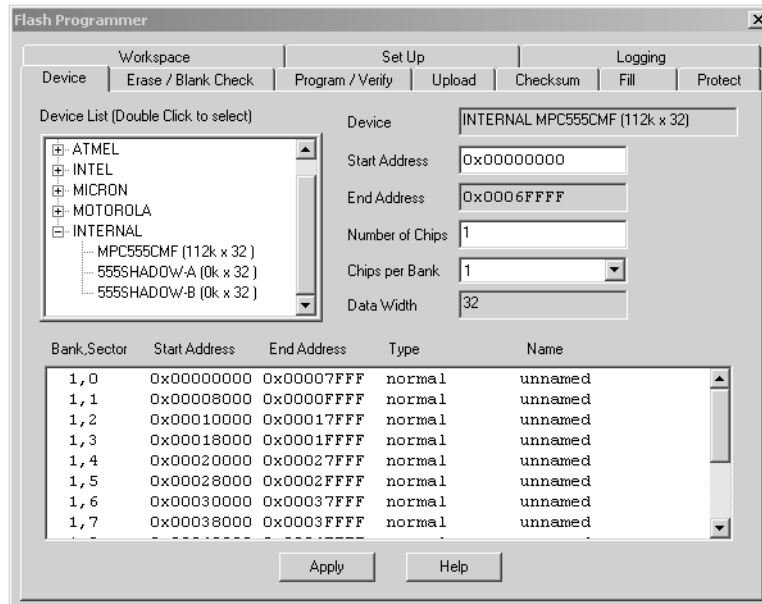 Flash Programmer
Workspace Set Up Logging
Device Erase / Blank Check Program / Verify Upload Checksum Fill Protect
Device List (Double Click to select)
ATMEL
INTEL
MICRON
MOTOROLA
INTERNAL
MPC555CMF (112k x 32 )
555SHADOW-A (0k x 32 )
555SHADOW-B (0k x 32 )
Device INTERNAL MPC555CMF (112k x 32)
Start Address 0x00000000
End Address 0x0006FFFF
Number of Chips 1
Chips per Bank 1
Data Width 32
Bank,Sector Start Address End Address Type Name
1,0 0x00000000 0x00007FFF normal unnamed
1,1 0x00008000 0x0000FFFF normal unnamed
1,2 0x00010000 0x00017FFF normal unnamed
1,3 0x00018000 0x0001FFFF normal unnamed
1,4 0x00020000 0x00027FFF normal unnamed
1,5 0x00028000 0x0002FFFF normal unnamed
1,6 0x00030000 0x00037FFF normal unnamed
1,7 0x00038000 0x0003FFFF normal unnamed
Apply Help